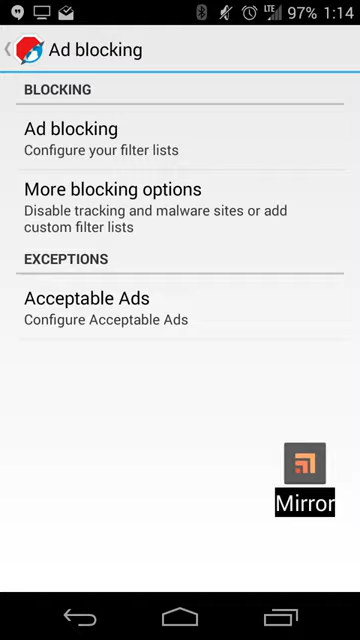 LTE 97% 1:14
Ad blocking
BLOCKING
Ad blocking
Configure your filter lists
More blocking options
Disable tracking and malware sites or add
custom filter lists
EXCEPTIONS
Acceptable Ads
Configure Acceptable Ads
Mirror